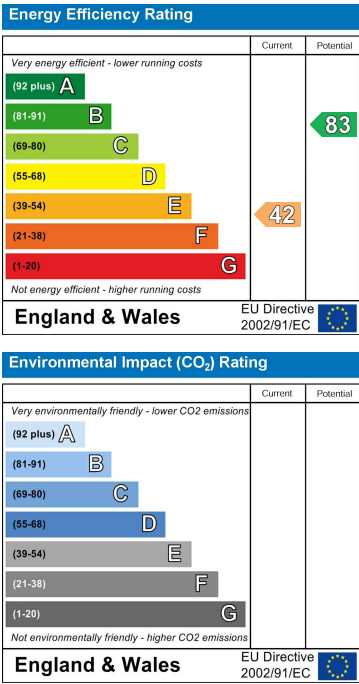 Energy Efficiency Rating
Current Potential
Very energy efficient - lower running costs
(92 plus) A
(81-91) B
83
(69-80) C
(55-68) D
(39-54) E
42
(21-38) F
(1-20) G
Not energy efficient - higher running costs
England & Wales
EU Directive
2002/91/EC
Environmental Impact (CO₂) Rating
Current Potential
Very environmentally friendly - lower CO2 emissions
(92 plus) A
(81-91) B
(69-80) C
(55-68) D
(39-54) E
(21-38) F
(1-20) G
Not environmentally friendly - higher CO2 emissions
England & Wales
EU Directive
2002/91/EC